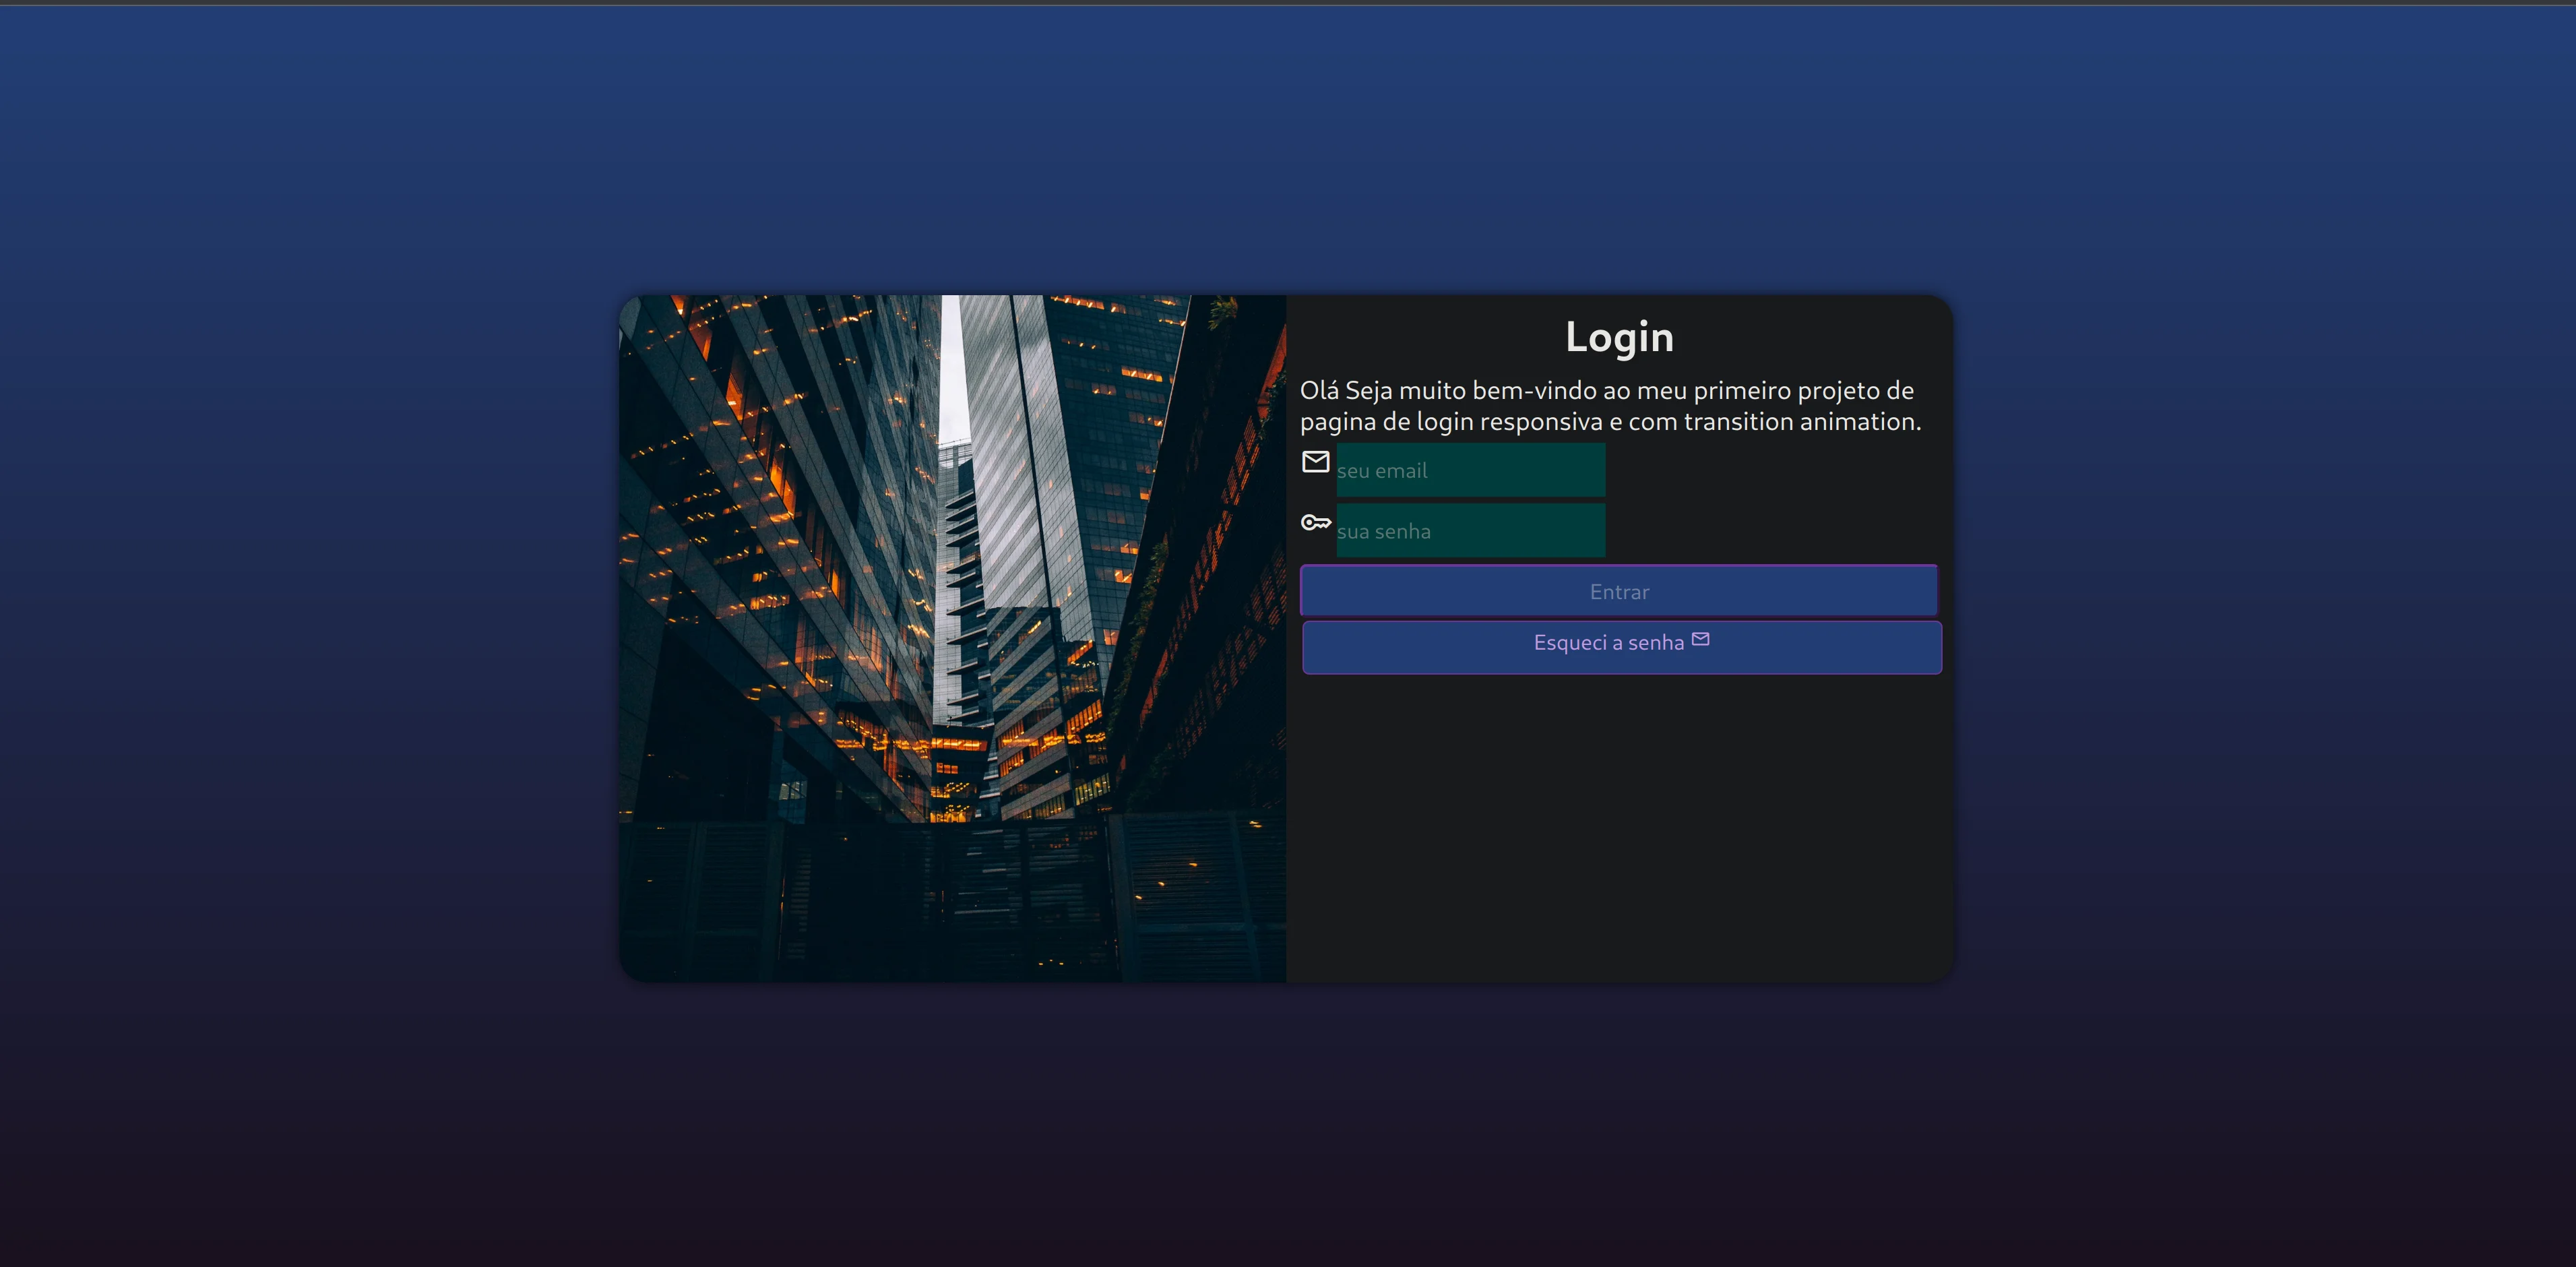 Login
Olá Seja muito bem-vindo ao meu primeiro projeto de
pagina de login responsiva e com transition animation.
seu email
sua senha
Entrar
Esqueci a senha